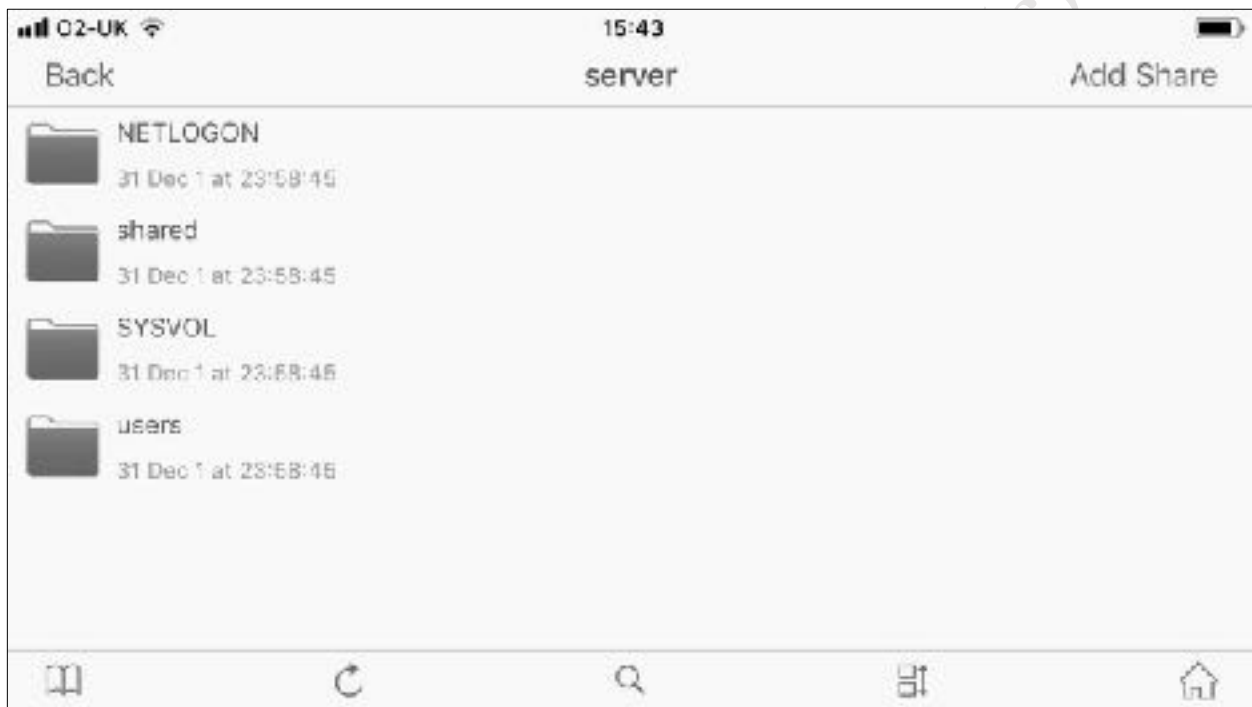 O2-UK 15:43
Back server Add Share
NETLOGON
31 Dec 1 at 23:58:45
shared
31 Dec 1 at 23:58:45
SYSVOL
31 Dec 1 at 23:58:45
users
31 Dec 1 at 23:58:45